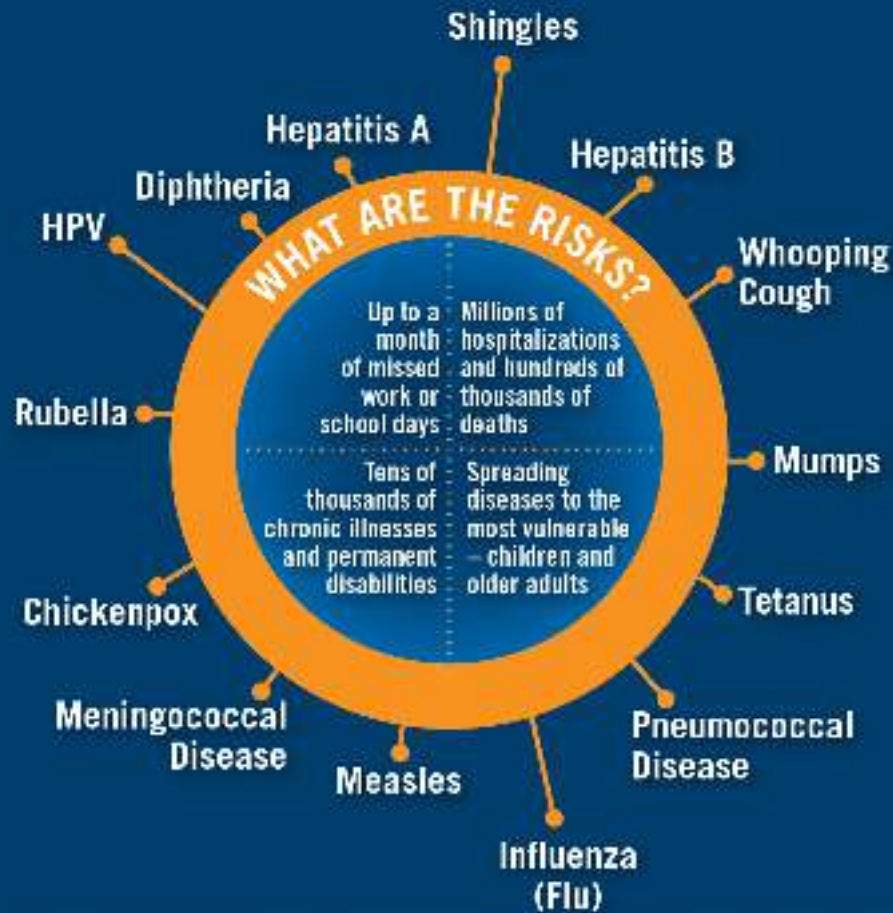 Shingles
Hepatitis A
Hepatitis B
Diphtheria
HPV
Whooping
Cough
WHAT ARE THE RISKS?
Up to a
month
of missed
work or
school days
Millions of
hospitalizations
and hundreds of
thousands of
deaths
Rubella
Mumps
Tens of
thousands of
chronic illnesses
and permanent
disabilities
Spreading
diseases to the
most vulnerable
– children and
older adults
Chickenpox
Tetanus
Meningococcal
Disease
Pneumococcal
Disease
Measles
Influenza
(Flu)